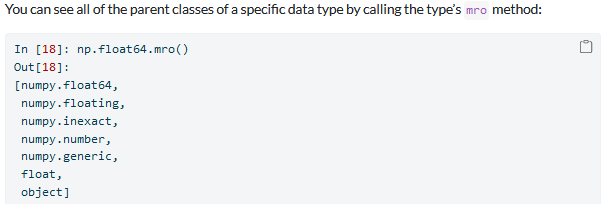 You can see all of the parent classes of a specific data type by calling the type’s mro method:
In [18]: np.float64.mro()
Out[18]:
[numpy.float64,
 numpy.floating,
 numpy.inexact,
 numpy.number,
 numpy.generic,
 float,
 object]